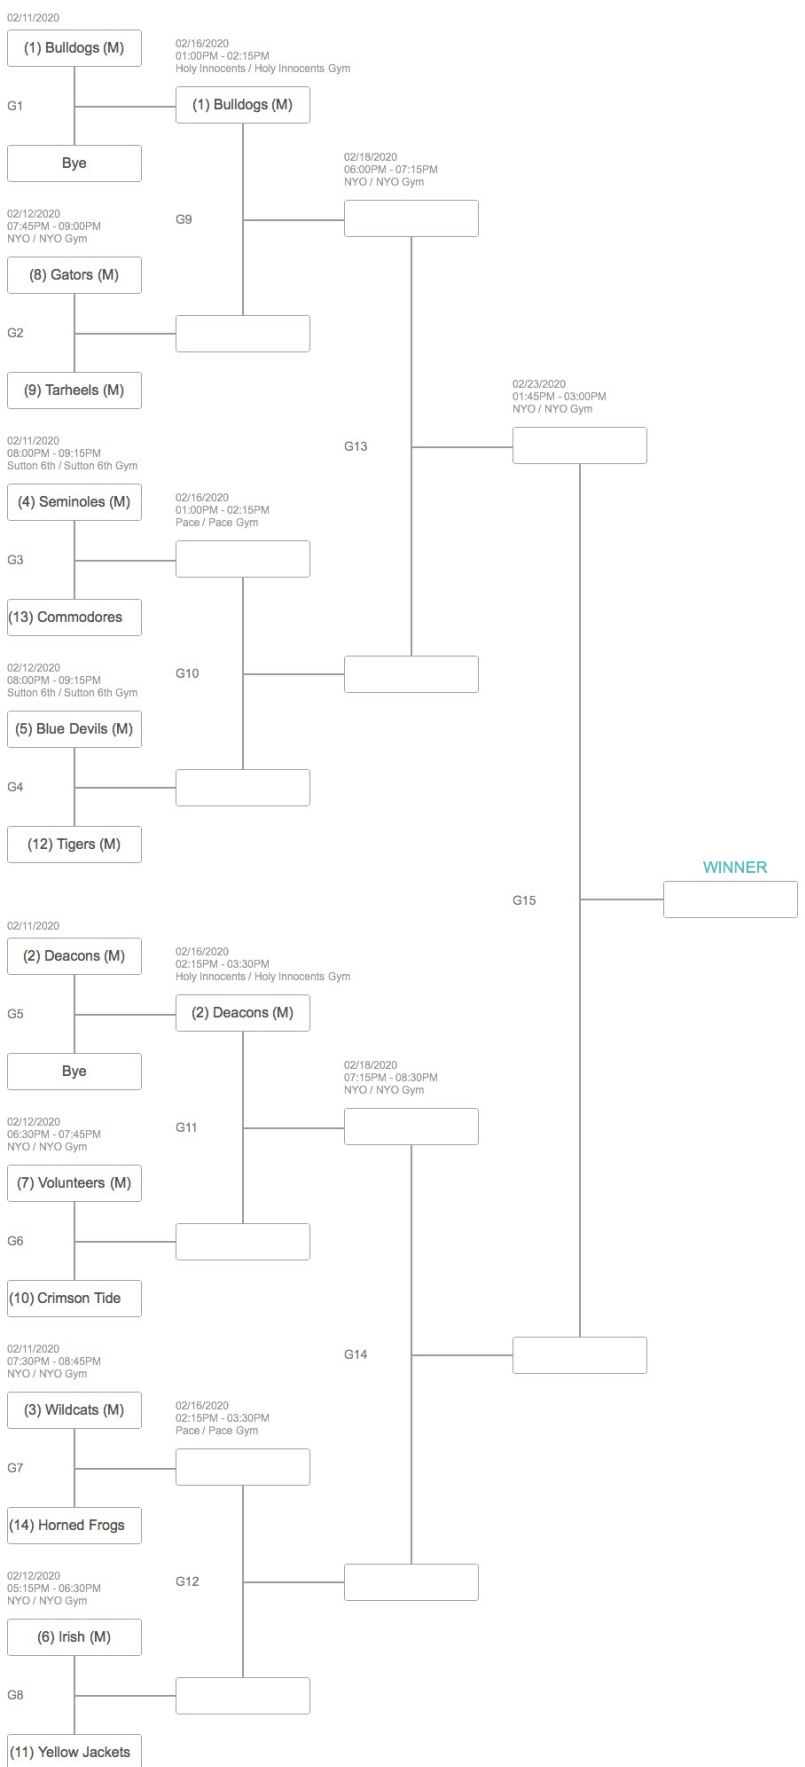 02/11/2020
(1) Bulldogs (M)
G1
Bye
02/12/2020
07:45PM - 09:00PM
NYO / NYO Gym
(8) Gators (M)
G2
(9) Tarheels (M)
02/11/2020
08:00PM - 09:15PM
Sutton 6th / Sutton 6th Gym
(4) Seminoles (M)
G3
(13) Commodores
02/12/2020
08:00PM - 09:15PM
Sutton 6th / Sutton 6th Gym
(5) Blue Devils (M)
G4
(12) Tigers (M)
02/11/2020
(2) Deacons (M)
G5
Bye
02/12/2020
06:30PM - 07:45PM
NYO / NYO Gym
(7) Volunteers (M)
G6
(10) Crimson Tide
02/11/2020
07:30PM - 08:45PM
NYO / NYO Gym
(3) Wildcats (M)
G7
(14) Horned Frogs
02/12/2020
05:15PM - 06:30PM
NYO / NYO Gym
(6) Irish (M)
G8
(11) Yellow Jackets
02/16/2020
01:00PM - 02:15PM
Holy Innocents / Holy Innocents Gym
(1) Bulldogs (M)
G9
02/16/2020
01:00PM - 02:15PM
Pace / Pace Gym
G10
02/16/2020
02:15PM - 03:30PM
Holy Innocents / Holy Innocents Gym
(2) Deacons (M)
G11
02/16/2020
02:15PM - 03:30PM
Pace / Pace Gym
G12
02/18/2020
06:00PM - 07:15PM
NYO / NYO Gym
G13
02/18/2020
07:15PM - 08:30PM
NYO / NYO Gym
G14
02/23/2020
01:45PM - 03:00PM
NYO / NYO Gym
G15
WINNER